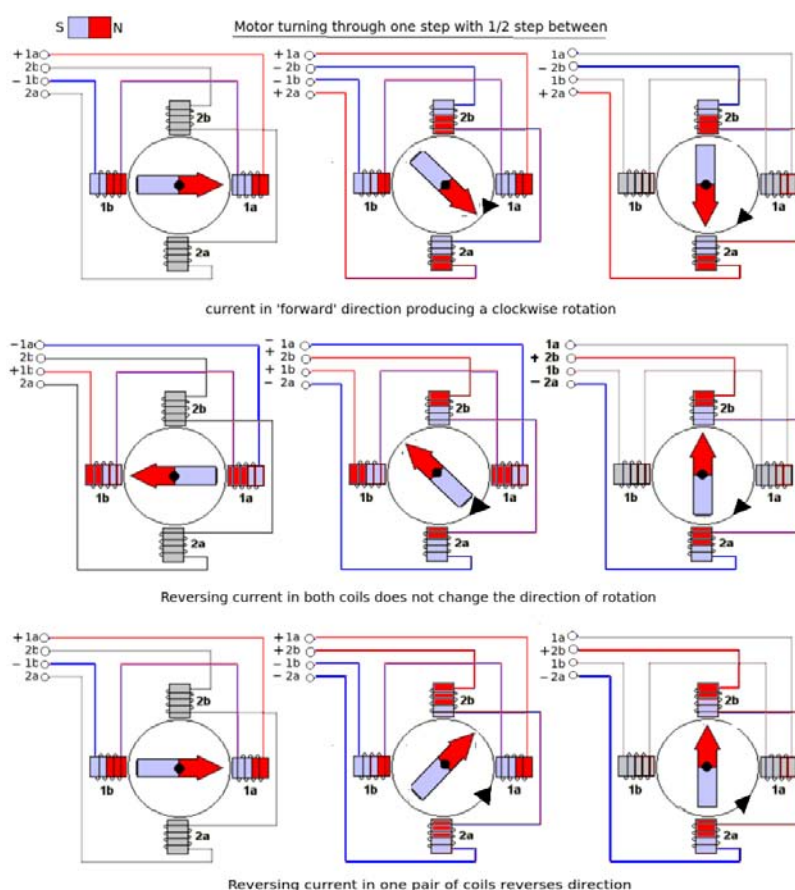 S N
Motor turning through one step with 1/2 step between
+ 1a
2b
- 1b
2a
2b
1b
1a
2a
+ 1a
- 2b
- 1b
+ 2a
2b
1b
1a
2a
1a
- 2b
1b
+ 2a
2b
1b
1a
2a
current in 'forward' direction producing a clockwise rotation
- 1a
2b
+ 1b
2a
2b
1b
1a
2a
- 1a
+ 2b
+ 1b
- 2a
2b
1b
1a
2a
1a
+ 2b
1b
- 2a
2b
1b
1a
2a
Reversing current in both coils does not change the direction of rotation
+ 1a
2b
- 1b
2a
2b
1b
1a
2a
+ 1a
+ 2b
- 1b
- 2a
2b
1b
1a
2a
1a
+ 2b
1b
- 2a
2b
1b
1a
2a
Reversing current in one pair of coils reverses direction